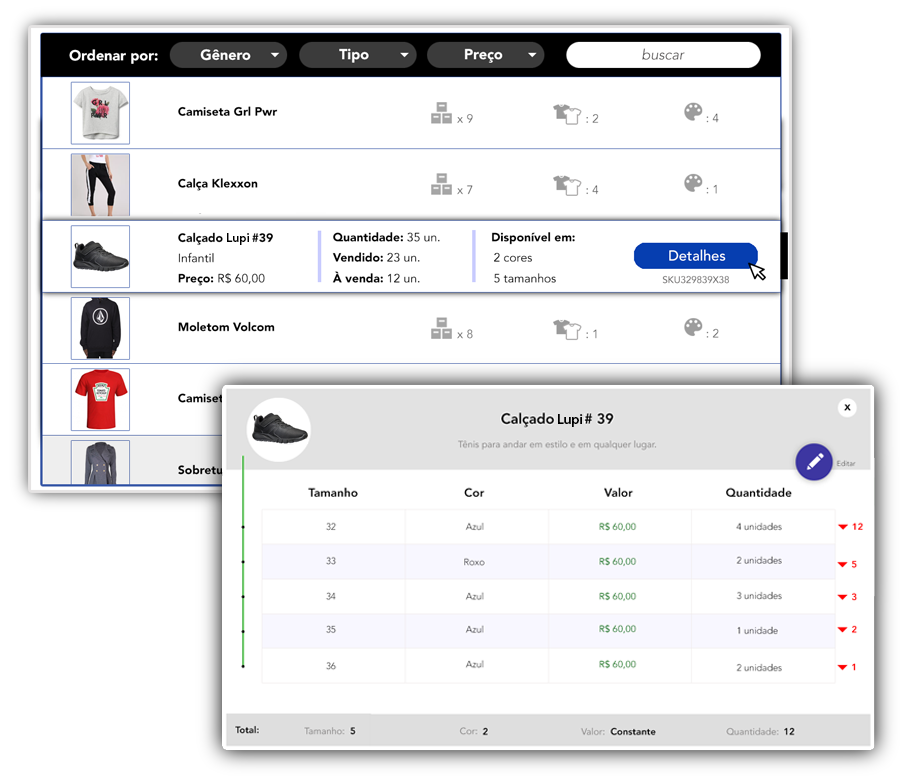 Ordenar por: Gênero Tipo Preço buscar
Camiseta Grl Pwr x 9 : 2 : 4
Calça Klexxon x 7 : 4 : 1
Calçado Lupi #39 Quantidade: 35 un. Disponível em:
Infantil Vendido: 23 un. 2 cores Detalhes
Preço: R$ 60,00 À venda: 12 un. 5 tamanhos SKU329839X38
Moletom Volcom x 8 : 1 : 2
Camiset
Sobretu
Calçado Lupi # 39 x
Tênis para andar em estilo e em qualquer lugar.
Editar
Tamanho Cor Valor Quantidade
32 Azul R$ 60,00 4 unidades 12
33 Roxo R$ 60,00 2 unidades 5
34 Azul R$ 60,00 3 unidades 3
35 Azul R$ 60,00 1 unidade 2
36 Azul R$ 60,00 2 unidades 1
Total: Tamanho: 5 Cor: 2 Valor: Constante Quantidade: 12